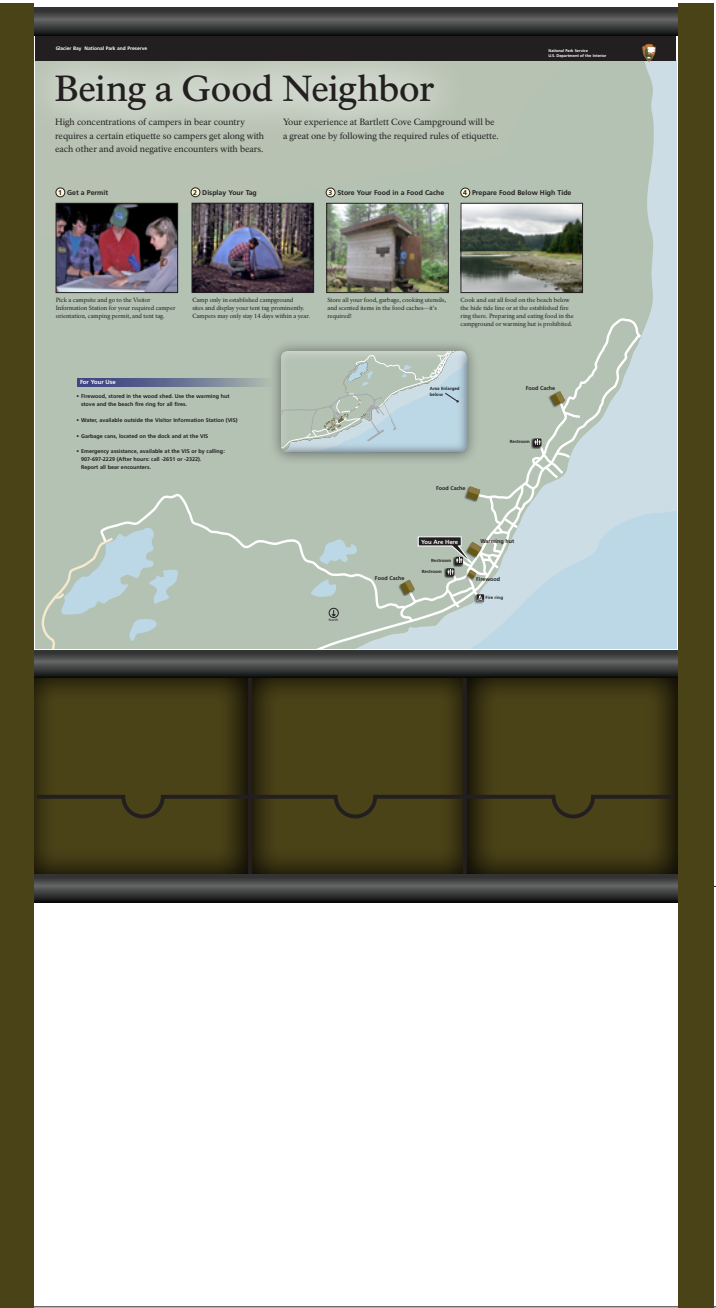 Glacier Bay National Park and Preserve
National Park Service
U.S. Department of the Interior
Being a Good Neighbor
High concentrations of campers in bear country
requires a certain etiquette so campers get along with
each other and avoid negative encounters with bears.
Your experience at Bartlett Cove Campground will be
a great one by following the required rules of etiquette.
1 Get a Permit
Pick a campsite and go to the Visitor
Information Station for your required camper
orientation, camping permit, and tent tag.
2 Display Your Tag
Camp only in established campground
sites and display your tent tag prominently.
Campers may only stay 14 days within a year.
3 Store Your Food in a Food Cache
Store all your food, garbage, cooking utensils,
and scented items in the food caches—it's
required!
4 Prepare Food Below High Tide
Cook and eat all food on the beach below
the hide tide line or at the established fire
ring there. Preparing and eating food in the
campground or warming hut is prohibited.
For Your Use
• Firewood, stored in the wood shed. Use the warming hut
stove and the beach fire ring for all fires.
• Water, available outside the Visitor Information Station (VIS)
• Garbage cans, located on the dock and at the VIS
• Emergency assistance, available at the VIS or by calling:
907-697-2229 (After hours: call -2651 or -2322).
Report all bear encounters.
Area enlarged
below
Food Cache
Restroom
Food Cache
You Are Here
Warming hut
Restroom
Restroom
Food Cache
Firewood
Fire ring
North